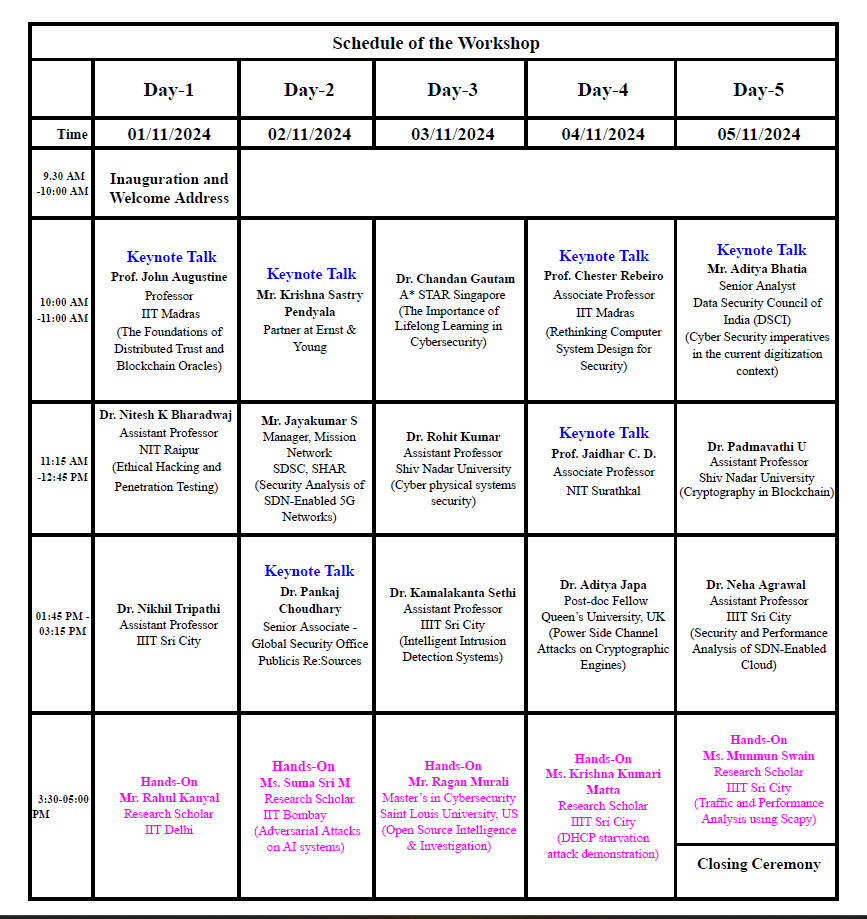 Schedule of the Workshop
Day-1
Day-2
Day-3
Day-4
Day-5
Time
01/11/2024
02/11/2024
03/11/2024
04/11/2024
05/11/2024
9.30 AM
-10:00 AM
Inauguration and
Welcome Address
10:00 AM
-11:00 AM
Keynote Talk
Prof. John Augustine
Professor
IIT Madras
(The Foundations of
Distributed Trust and
Blockchain Oracles)
Keynote Talk
Mr. Krishna Sastry
Pendyala
Partner at Ernst &
Young
Dr. Chandan Gautam
A* STAR Singapore
(The Importance of
Lifelong Learning in
Cybersecurity)
Keynote Talk
Prof. Chester Rebeiro
Associate Professor
IIT Madras
(Rethinking Computer
System Design for
Security)
Keynote Talk
Mr. Aditya Bhatia
Senior Analyst
Data Security Council of
India (DSCI)
(Cyber Security imperatives
in the current digitization
context)
11:15 AM
-12:45 PM
Dr. Nitesh K Bharadwaj
Assistant Professor
NIT Raipur
(Ethical Hacking and
Penetration Testing)
Mr. Jayakumar S
Manager, Mission
Network
SDSC, SHAR
(Security Analysis of
SDN-Enabled 5G
Networks)
Dr. Rohit Kumar
Assistant Professor
Shiv Nadar University
(Cyber physical systems
security)
Keynote Talk
Prof. Jaidhar C. D.
Associate Professor
NIT Surathkal
Dr. Padmavathi U
Assistant Professor
Shiv Nadar University
(Cryptography in Blockchain)
01:45 PM -
03:15 PM
Dr. Nikhil Tripathi
Assistant Professor
IIIT Sri City
Keynote Talk
Dr. Pankaj
Choudhary
Senior Associate -
Global Security Office
Publicis Re:Sources
Dr. Kamalakanta Sethi
Assistant Professor
IIIT Sri City
(Intelligent Intrusion
Detection Systems)
Dr. Aditya Japa
Post-doc Fellow
Queen's University, UK
(Power Side Channel
Attacks on Cryptographic
Engines)
Dr. Neha Agrawal
Assistant Professor
IIIT Sri City
(Security and Performance
Analysis of SDN-Enabled
Cloud)
3:30-05:00
PM
Hands-On
Mr. Rahul Kanyal
Research Scholar
IIT Delhi
Hands-On
Ms. Suma Sri M
Research Scholar
IIT Bombay
(Adversarial Attacks
on AI systems)
Hands-On
Mr. Ragan Murali
Master's in Cybersecurity
Saint Louis University, US
(Open Source Intelligence
& Investigation)
Hands-On
Ms. Krishna Kumari
Matta
Research Scholar
IIIT Sri City
(DHCP starvation
attack demonstration)
Hands-On
Ms. Munmun Swain
Research Scholar
IIIT Sri City
(Traffic and Performance
Analysis using Scapy)
Closing Ceremony